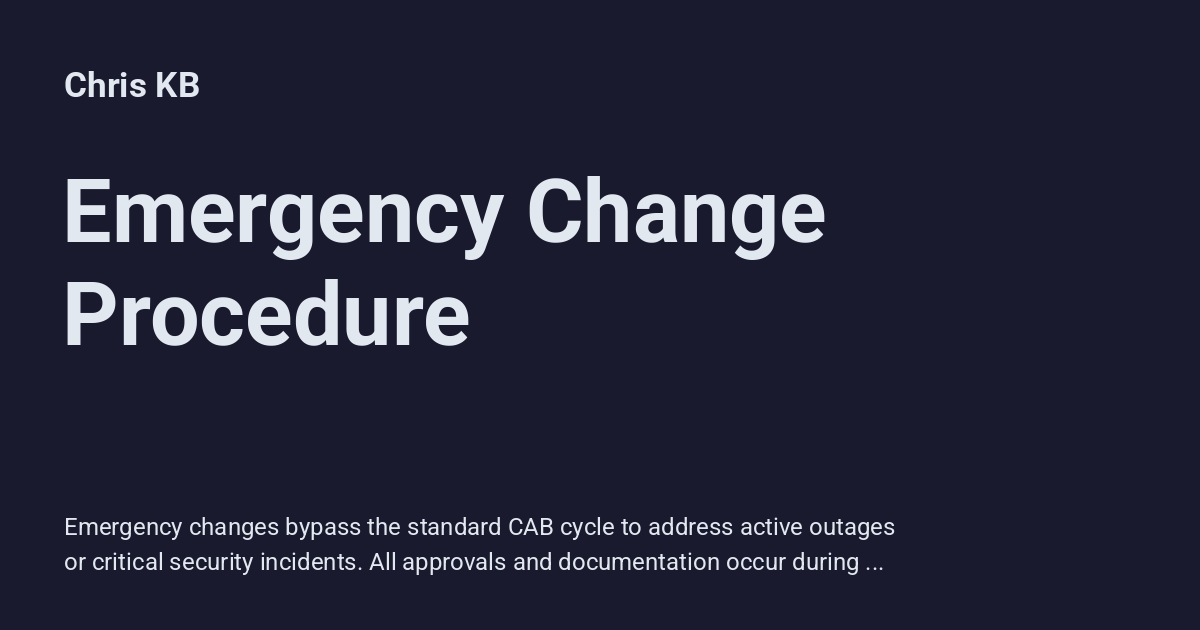 Chris KB
Emergency Change
Procedure
Emergency changes bypass the standard CAB cycle to address active outages
or critical security incidents. All approvals and documentation occur during ...